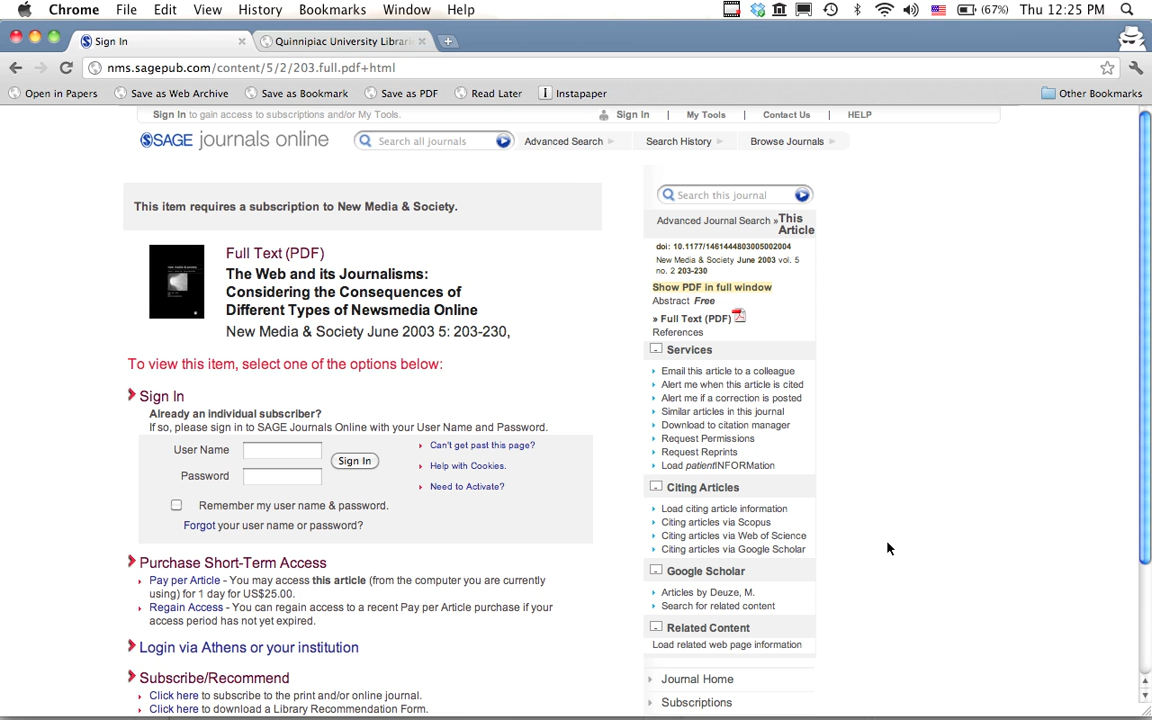 Chrome File Edit View History Bookmarks Window Help (67%) Thu 12:25 PM
Sign In Quinnipiac University Librar
nms.sagepub.com/content/5/2/203.full.pdf+html
Open in Papers Save as Web Archive Save as Bookmark Save as PDF Read Later I Instapaper Other Bookmarks
Sign In to gain access to subscriptions and/or My Tools. Sign In | My Tools | Contact Us | HELP
SAGE journals online Search all journals Advanced Search Search History Browse Journals
Search this journal
Advanced Journal Search »
This item requires a subscription to New Media & Society.
Full Text (PDF)
The Web and its Journalisms:
Considering the Consequences of
Different Types of Newsmedia Online
New Media & Society June 2003 5: 203-230,
To view this item, select one of the options below:
Sign In
Already an individual subscriber?
If so, please sign in to SAGE Journals Online with your User Name and Password.
User Name
Password
Sign In
Can't get past this page?
Help with Cookies.
Need to Activate?
Remember my user name & password.
Forgot your user name or password?
Purchase Short-Term Access
Pay per Article - You may access this article (from the computer you are currently
using) for 1 day for US$25.00.
Regain Access - You can regain access to a recent Pay per Article purchase if your
access period has not yet expired.
Login via Athens or your institution
Subscribe/Recommend
Click here to subscribe to the print and/or online journal.
Click here to download a Library Recommendation Form.
This
Article
doi: 10.1177/1461444803005002004
New Media & Society June 2003 vol. 5
no. 2 203-230
Show PDF in full window
Abstract Free
» Full Text (PDF)
References
Services
Email this article to a colleague
Alert me when this article is cited
Alert me if a correction is posted
Similar articles in this journal
Download to citation manager
Request Permissions
Request Reprints
Load patientINFORMation
Citing Articles
Load citing article information
Citing articles via Scopus
Citing articles via Web of Science
Citing articles via Google Scholar
Google Scholar
Articles by Deuze, M.
Search for related content
Related Content
Load related web page information
Journal Home
Subscriptions